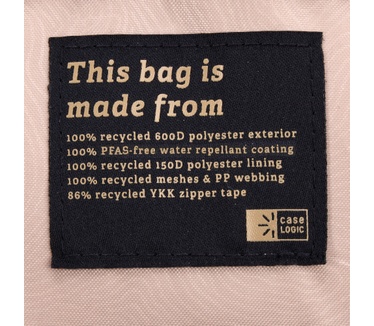 This bag is
made from
100% recycled 600D polyester exterior
100% PFAS-free water repellant coating
100% recycled 150D polyester lining
100% recycled meshes & PP webbing
86% recycled YKK zipper tape
case
LOGIC